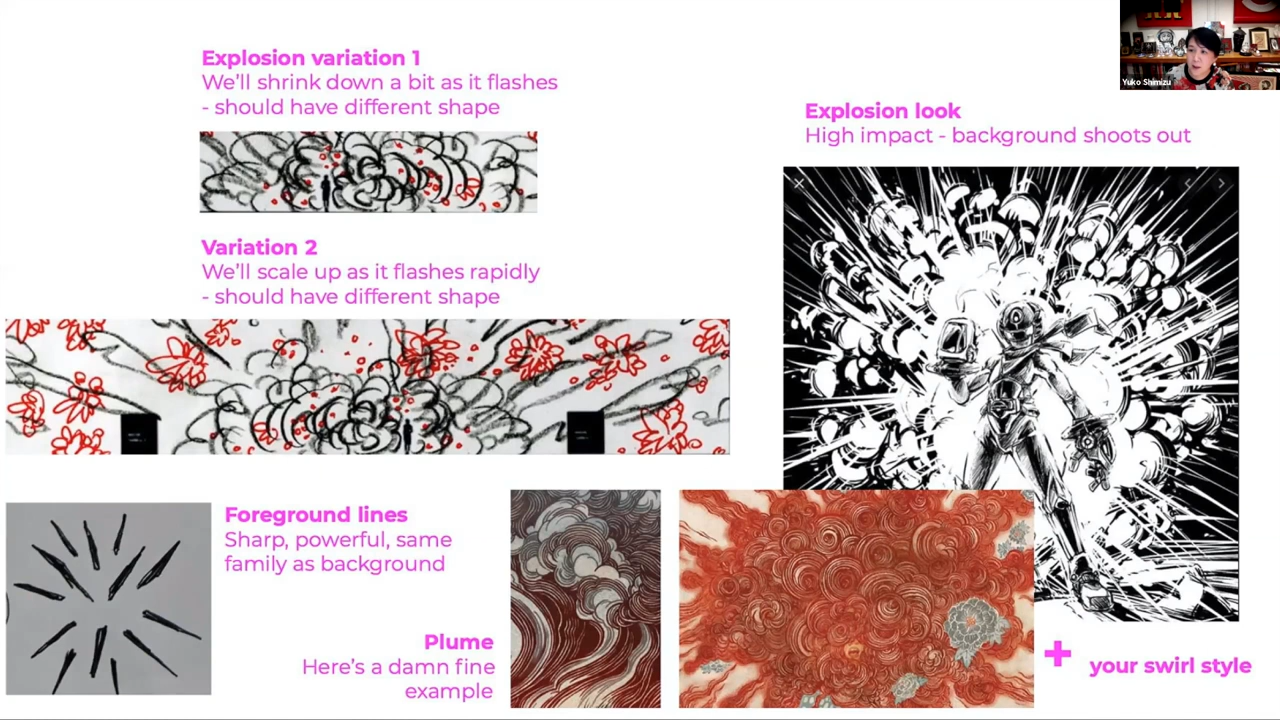 Yuko Shimizu
Explosion variation 1
We'll shrink down a bit as it flashes
- should have different shape
Explosion look
High impact - background shoots out
Variation 2
We'll scale up as it flashes rapidly
- should have different shape
Foreground lines
Sharp, powerful, same
family as background
Plume
Here's a damn fine
example
+
your swirl style